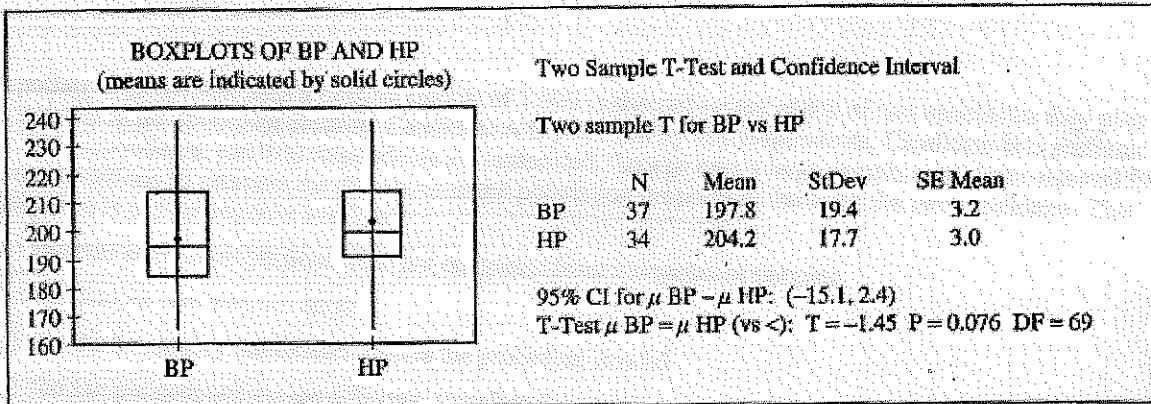 BOXPLOTS OF BP AND HP
(means are indicated by solid circles)
240
230
220
210
200
190
180
170
160
BP
HP
Two Sample T-Test and Confidence Interval
Two sample T for BP vs HP
N Mean StDev SE Mean
BP 37 197.8 19.4 3.2
HP 34 204.2 17.7 3.0
95% CI for μ BP – μ HP: (–15.1, 2.4)
T-Test μ BP = μ HP (vs <): T = –1.45 P = 0.076 DF = 69